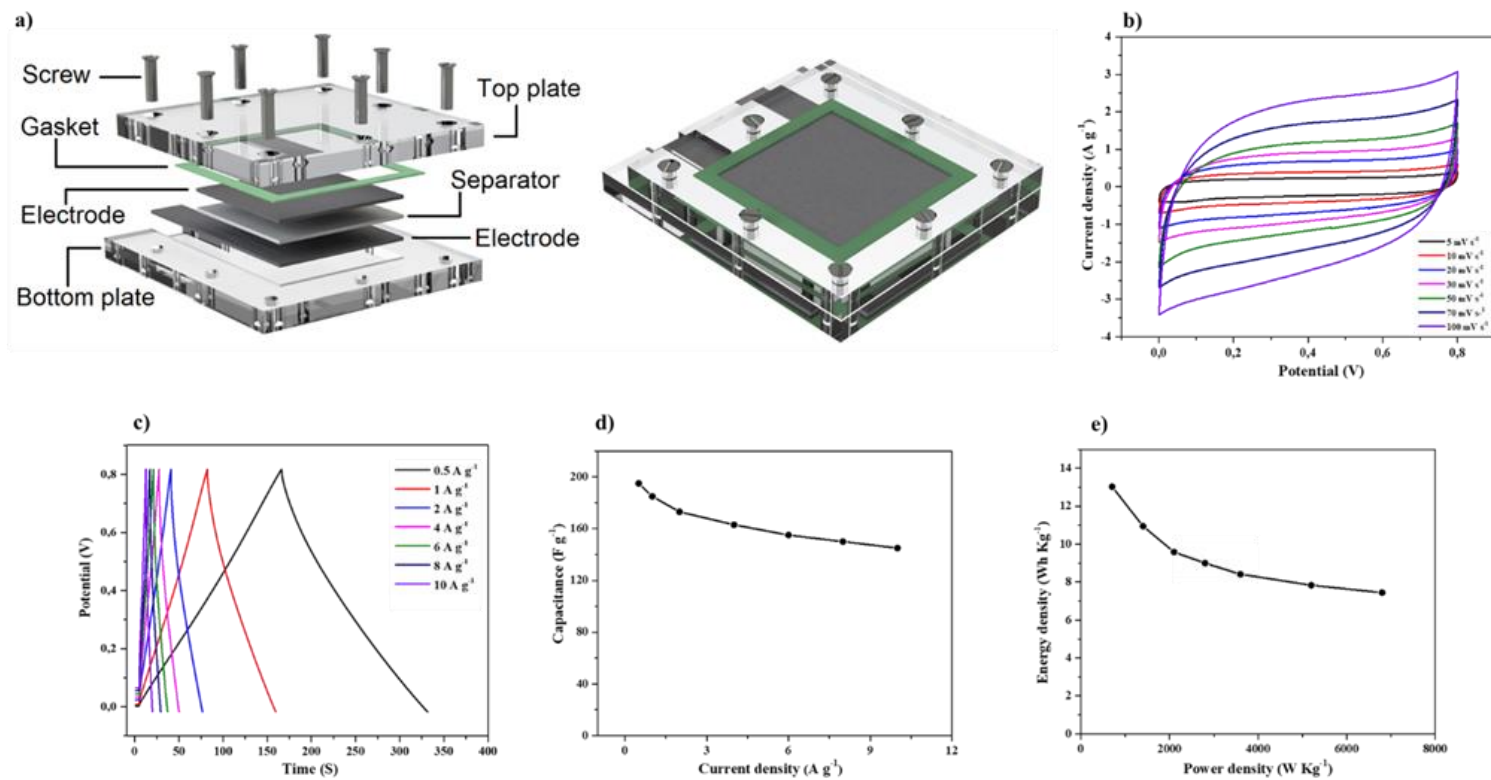 a)
Screw
Gasket
Electrode
Bottom plate
Top plate
Separator
Electrode
b)
Current density (A g⁻¹)
4
3
2
1
0
-1
-2
-3
-4
5 mV s⁻¹
10 mV s⁻¹
20 mV s⁻¹
30 mV s⁻¹
50 mV s⁻¹
70 mV s⁻¹
100 mV s⁻¹
0,0 0,2 0,4 0,6 0,8
Potential (V)
c)
Potential (V)
0,8
0,6
0,4
0,2
0,0
0.5 A g⁻¹
1 A g⁻¹
2 A g⁻¹
4 A g⁻¹
6 A g⁻¹
8 A g⁻¹
10 A g⁻¹
0 50 100 150 200 250 300 350 400
Time (S)
d)
Capacitance (F g⁻¹)
200
160
120
80
40
0
0 3 6 9 12
Current density (A g⁻¹)
e)
Energy density (Wh Kg⁻¹)
14
12
10
8
6
4
2
0
0 2000 4000 6000 8000
Power density (W Kg⁻¹)